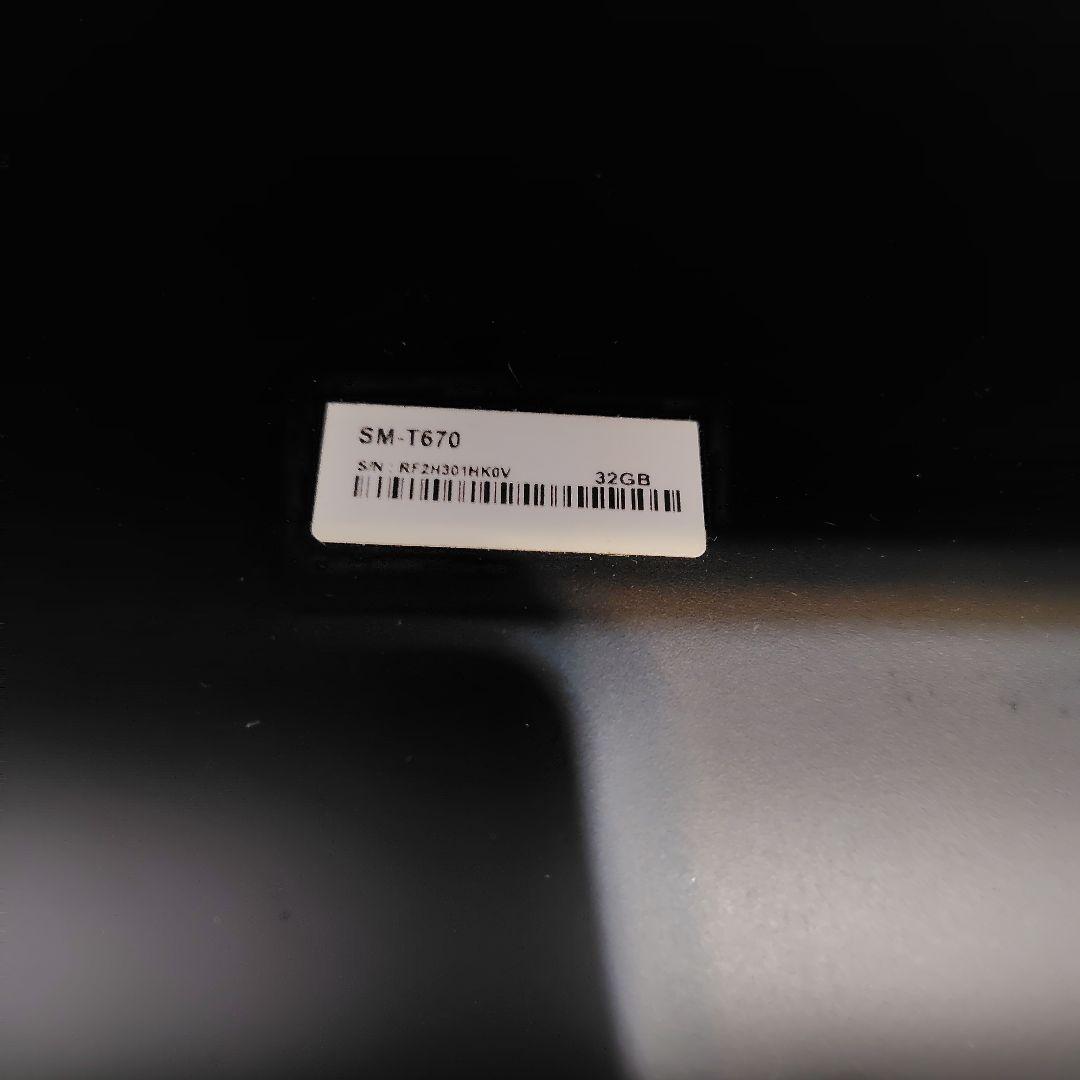 SM-T670
S/N : RF2H301HK0V
32GB